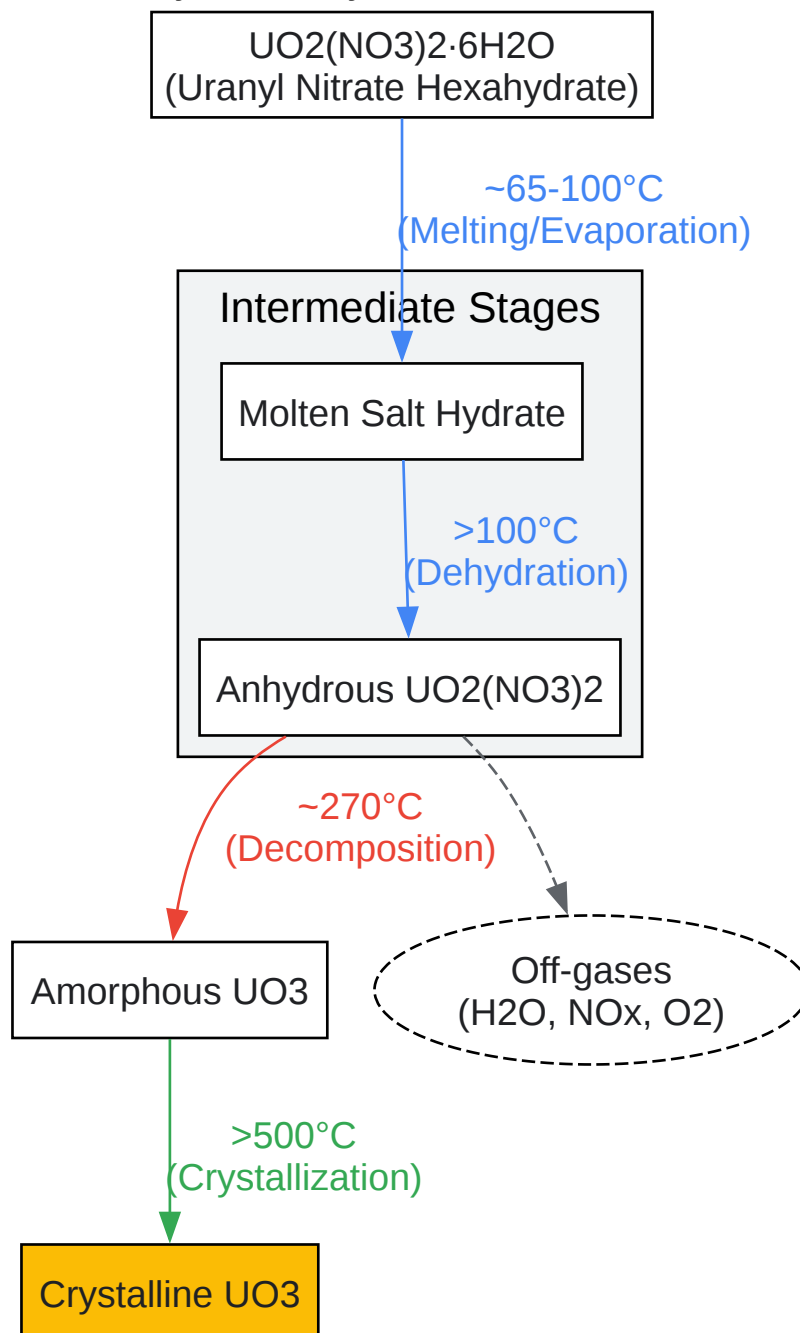 UO2(NO3)2·6H2O
(Uranyl Nitrate Hexahydrate)
~65-100°C
(Melting/Evaporation)
Intermediate Stages
Molten Salt Hydrate
>100°C
(Dehydration)
Anhydrous UO2(NO3)2
~270°C
(Decomposition)
Amorphous UO3
Off-gases
(H2O, NOx, O2)
>500°C
(Crystallization)
Crystalline UO3